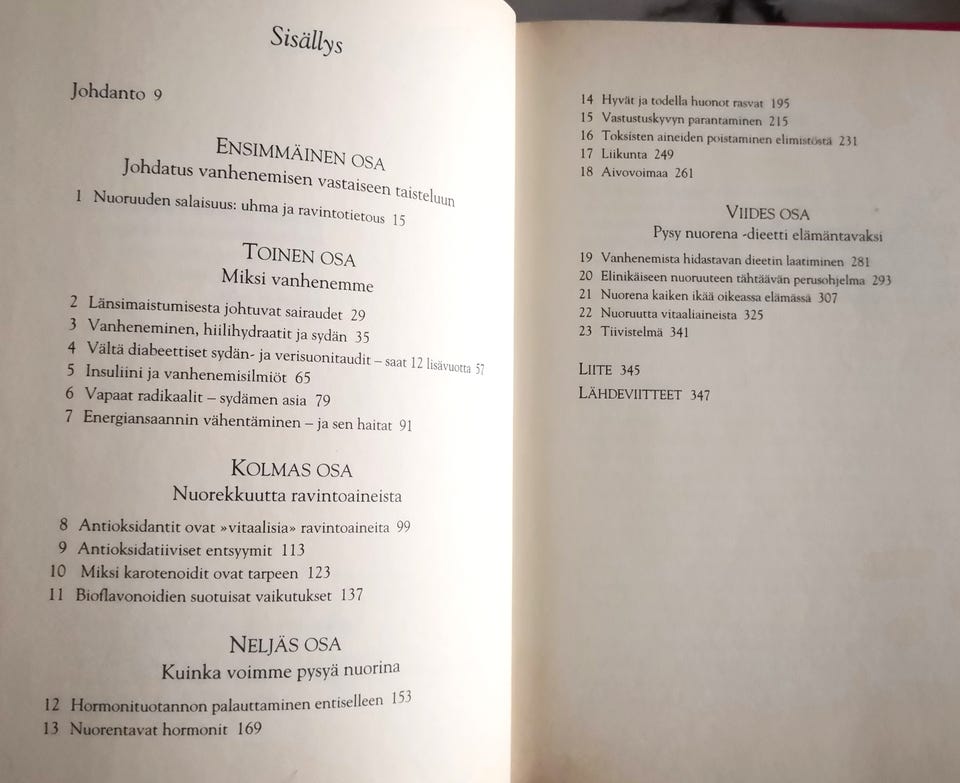 Sisällys
Johdanto 9
ENSIMMÄINEN OSA
Johdatus vanhenemisen vastaiseen taisteluun
1 Nuoruuden salaisuus: uhma ja ravintotietous 15
TOINEN OSA
Miksi vanhenemme
2 Länsimaistumisesta johtuvat sairaudet 29
3 Vanheneminen, hiilihydraatit ja sydän 35
4 Vältä diabeettiset sydän- ja verisuonitaudit – saat 12 lisävuotta 57
5 Insuliini ja vanhenemisilmiöt 65
6 Vapaat radikaalit – sydämen asia 79
7 Energiansaannin vähentäminen – ja sen haitat 91
KOLMAS OSA
Nuorekkuutta ravintoaineista
8 Antioksidantit ovat »vitaalisia» ravintoaineita 99
9 Antioksidatiiviset entsyymit 113
10 Miksi karotenoidit ovat tarpeen 123
11 Bioflavonoidien suotuisat vaikutukset 137
NELJÄS OSA
Kuinka voimme pysyä nuorina
12 Hormonituotannon palauttaminen entiselleen 153
13 Nuorentavat hormonit 169
14 Hyvät ja todella huonot rasvat 195
15 Vastustuskyvyn parantaminen 215
16 Toksisten aineiden poistaminen elimistöstä 231
17 Liikunta 249
18 Aivovoimaa 261
VIIDES OSA
Pysy nuorena -dieetti elämäntavaksi
19 Vanhenemista hidastavan dieetin laatiminen 281
20 Elinikäiseen nuoruuteen tähtäävän perusohjelma 293
21 Nuorena kaiken ikää oikeassa elämässä 307
22 Nuoruutta vitaaliaineista 325
23 Tiivistelmä 341
LIITE 345
LÄHDEVIITTEET 347